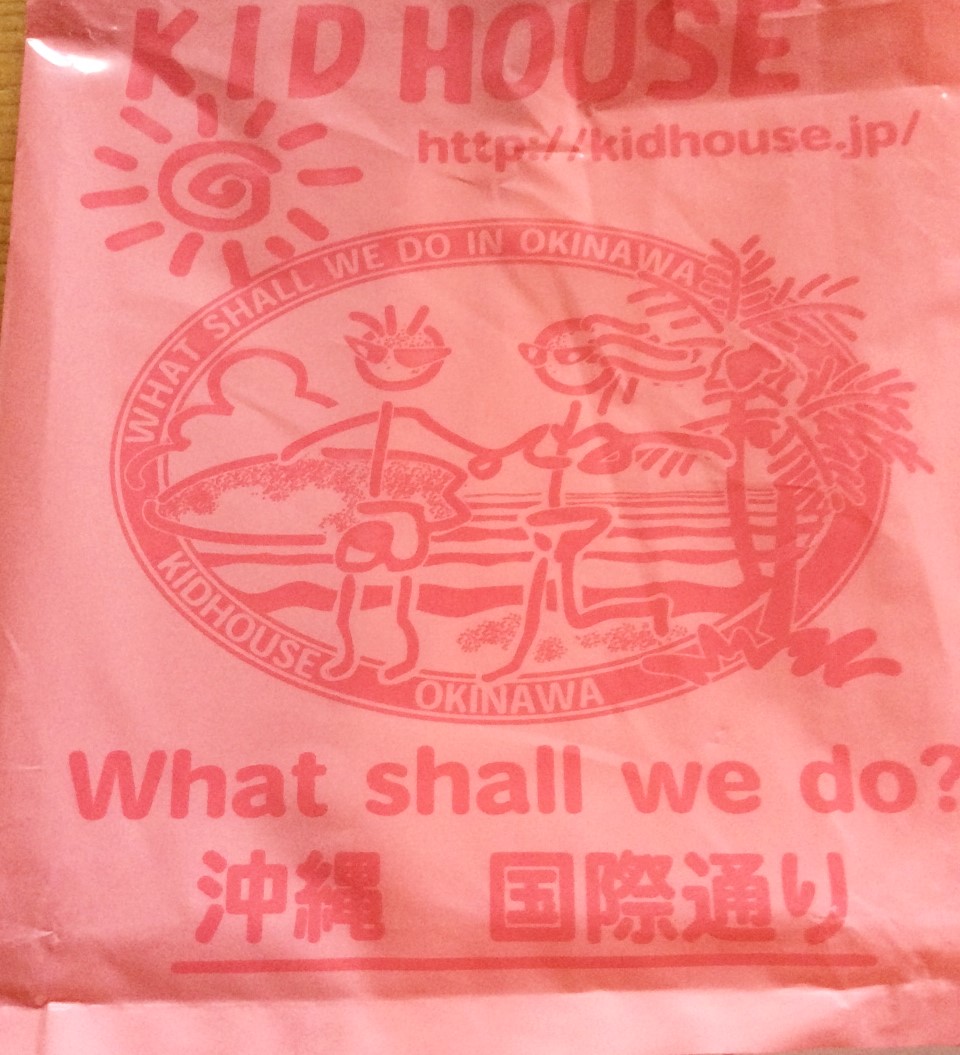 KID HOUSE
http://kidhouse.jp/
WHAT SHALL WE DO IN OKINAWA
KIDHOUSE
OKINAWA
What shall we do?
沖縄 国際通り